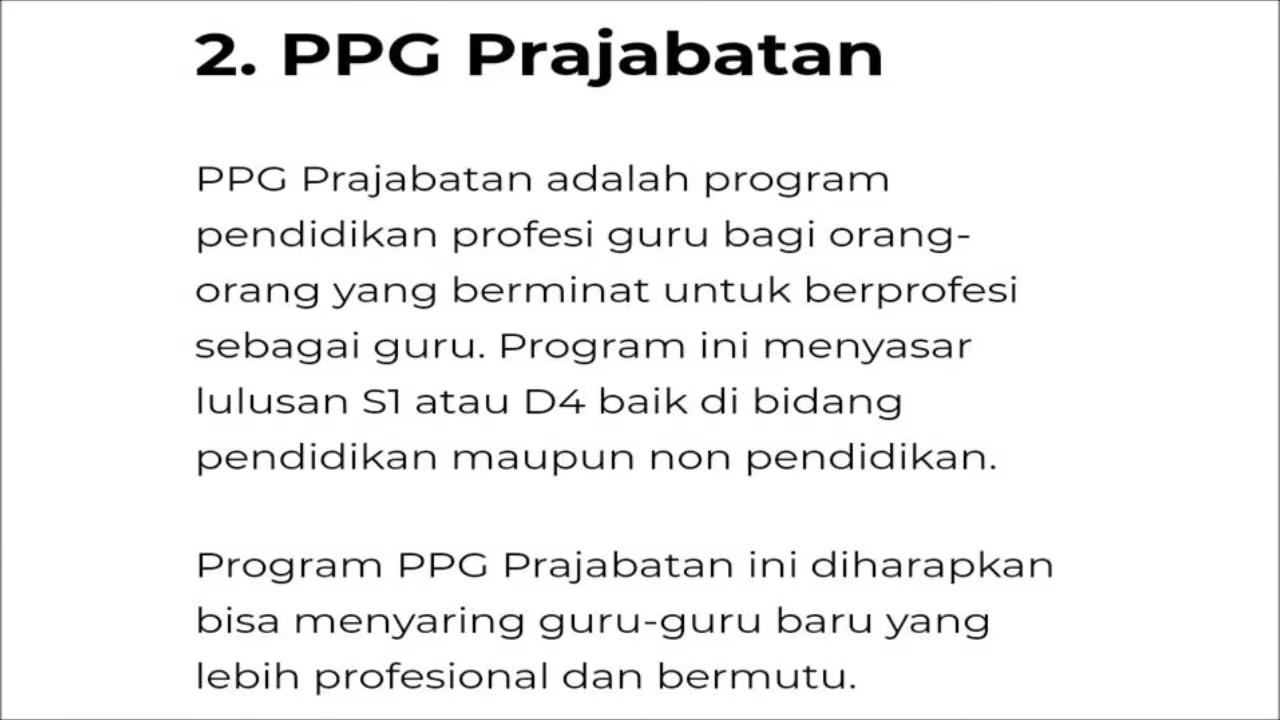 2. PPG Prajabatan
PPG Prajabatan adalah program
pendidikan profesi guru bagi orang-
orang yang berminat untuk berprofesi
sebagai guru. Program ini menyasar
lulusan S1 atau D4 baik di bidang
pendidikan maupun non pendidikan.
Program PPG Prajabatan ini diharapkan
bisa menyaring guru-guru baru yang
lebih profesional dan bermutu.